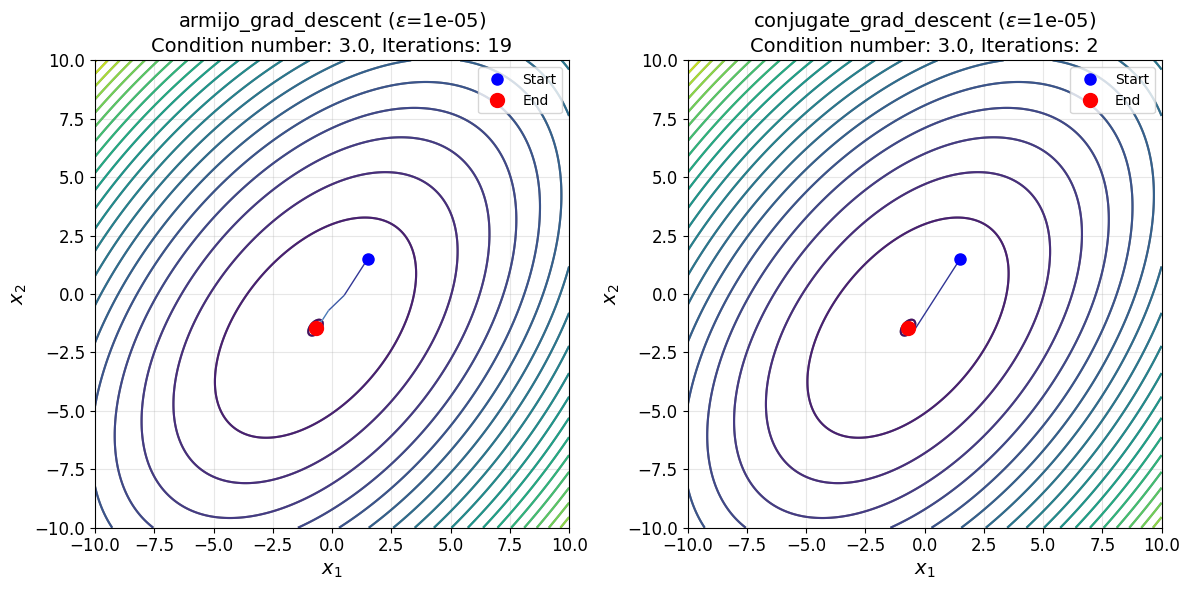 armijo_grad_descent (ε=1e-05)
Condition number: 3.0, Iterations: 19
Start
End
10.0
7.5
5.0
2.5
0.0
−2.5
−5.0
−7.5
−10.0
x₂
−10.0 −7.5 −5.0 −2.5 0.0 2.5 5.0 7.5 10.0
x₁
conjugate_grad_descent (ε=1e-05)
Condition number: 3.0, Iterations: 2
Start
End
10.0
7.5
5.0
2.5
0.0
−2.5
−5.0
−7.5
−10.0
x₂
−10.0 −7.5 −5.0 −2.5 0.0 2.5 5.0 7.5 10.0
x₁